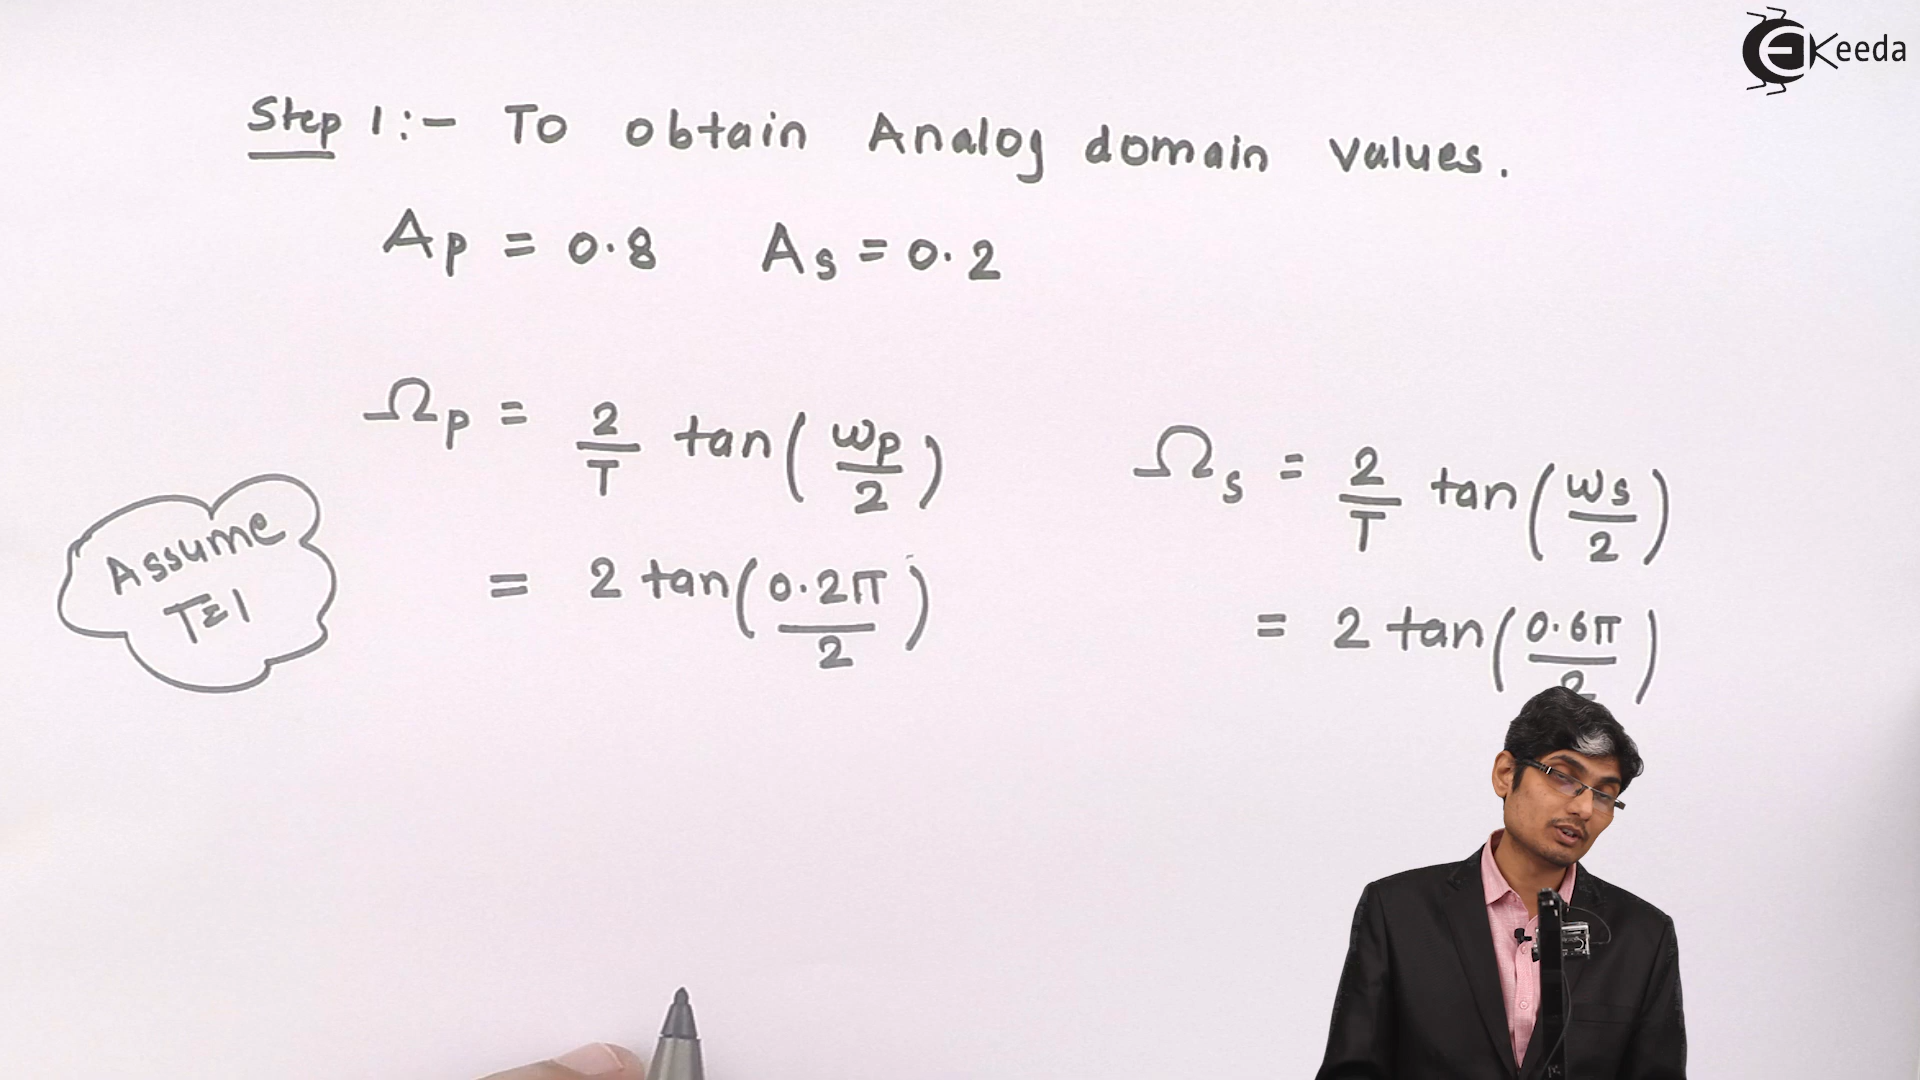 EKeeda
Step 1:- To obtain Analog domain values.
Ap = 0.8 As = 0.2
Ωp = 2/T tan(ωp/2)
= 2 tan(0.2π/2)
Assume
T=1
Ωs = 2/T tan(ωs/2)
= 2 tan(0.6π/2)